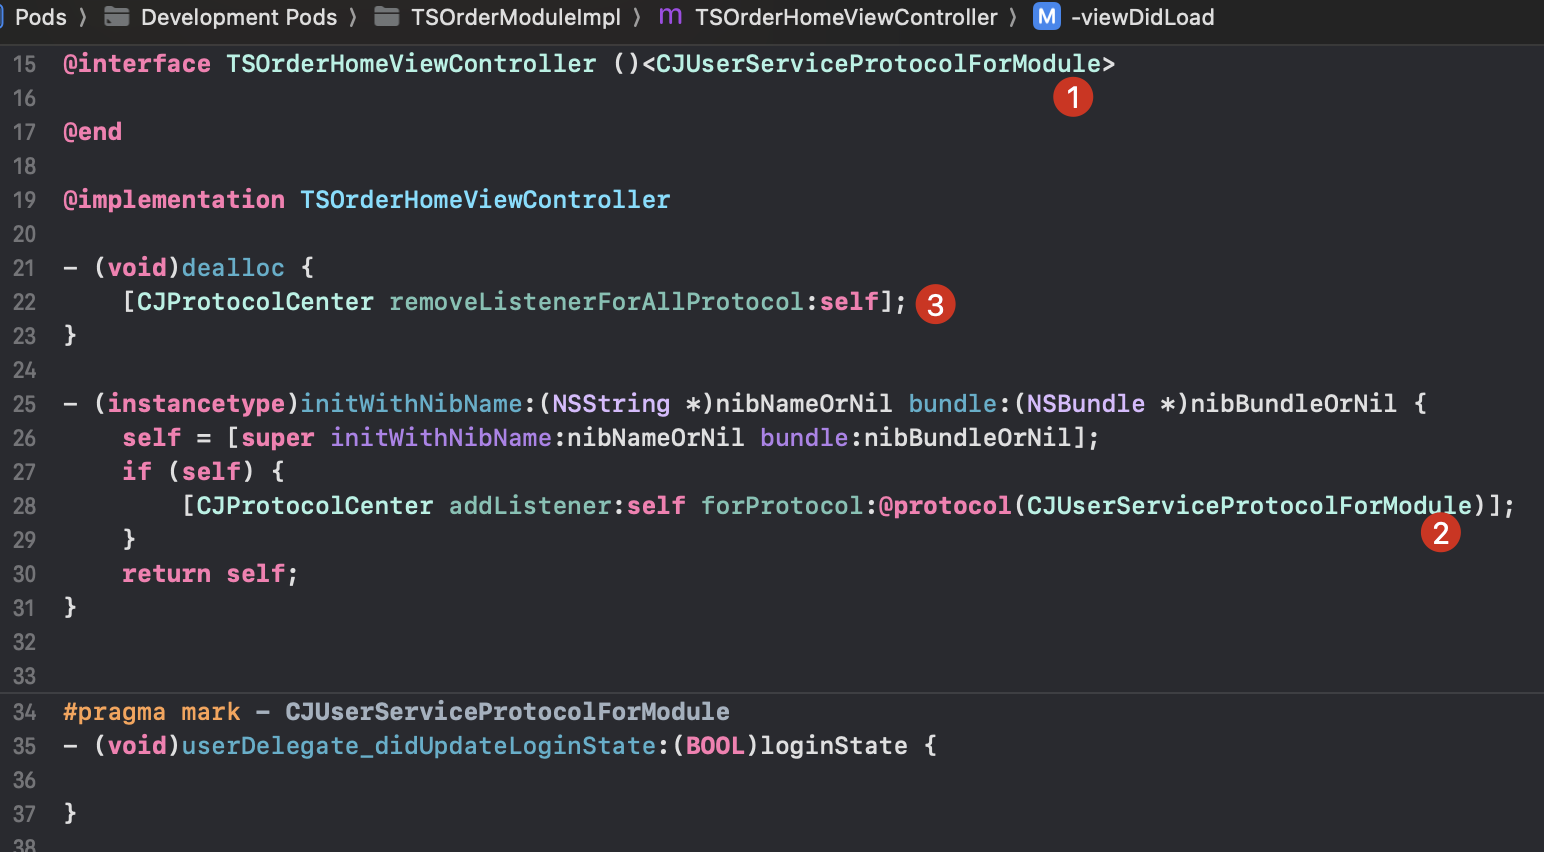 Pods 〉 Development Pods 〉 TSOrderModuleImpl 〉 m TSOrderHomeViewController 〉 M -viewDidLoad
15 @interface TSOrderHomeViewController ()<CJUserServiceProtocolForModule>
16 1
17 @end
18
19 @implementation TSOrderHomeViewController
20
21 - (void)dealloc {
22 [CJProtocolCenter removeListenerForAllProtocol:self]; 3
23 }
24
25 - (instancetype)initWithNibName:(NSString *)nibNameOrNil bundle:(NSBundle *)nibBundleOrNil {
26 self = [super initWithNibName:nibNameOrNil bundle:nibBundleOrNil];
27 if (self) {
28 [CJProtocolCenter addListener:self forProtocol:@protocol(CJUserServiceProtocolForModule)];
29 } 2
30 return self;
31 }
32
33
34 #pragma mark - CJUserServiceProtocolForModule
35 - (void)userDelegate_didUpdateLoginState:(BOOL)loginState {
36
37 }
38